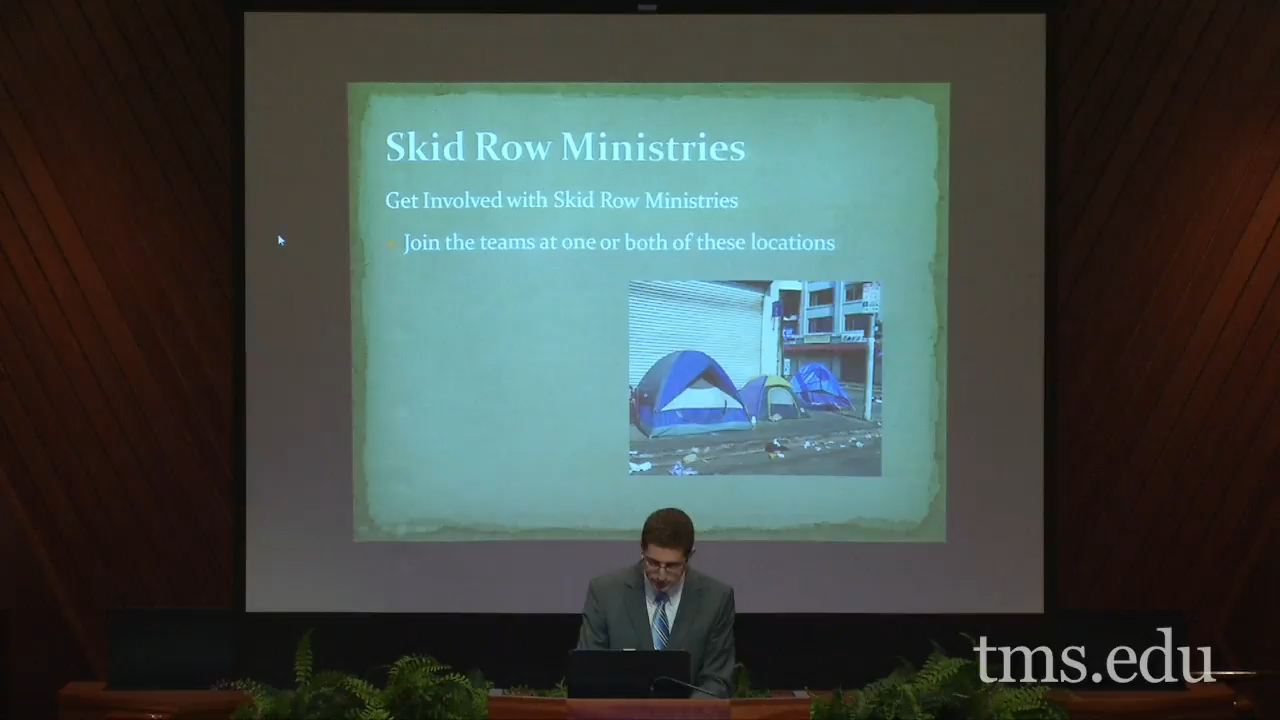 Skid Row Ministries
Get Involved with Skid Row Ministries
Join the teams at one or both of these locations
tms.edu